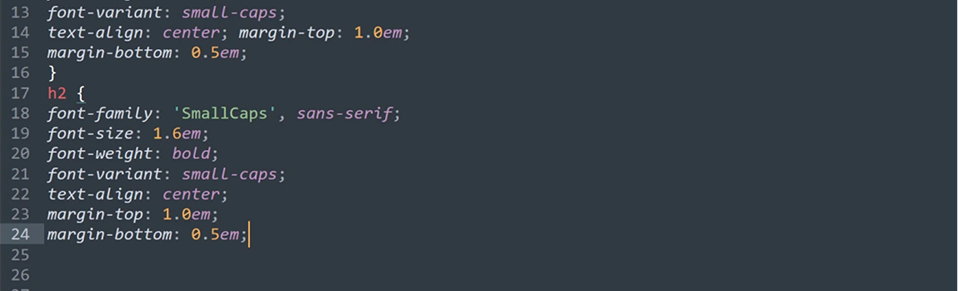 13 font-variant: small-caps;
14 text-align: center; margin-top: 1.0em;
15 margin-bottom: 0.5em;
16 }
17 h2 {
18 font-family: 'SmallCaps', sans-serif;
19 font-size: 1.6em;
20 font-weight: bold;
21 font-variant: small-caps;
22 text-align: center;
23 margin-top: 1.0em;
24 margin-bottom: 0.5em;
25
26